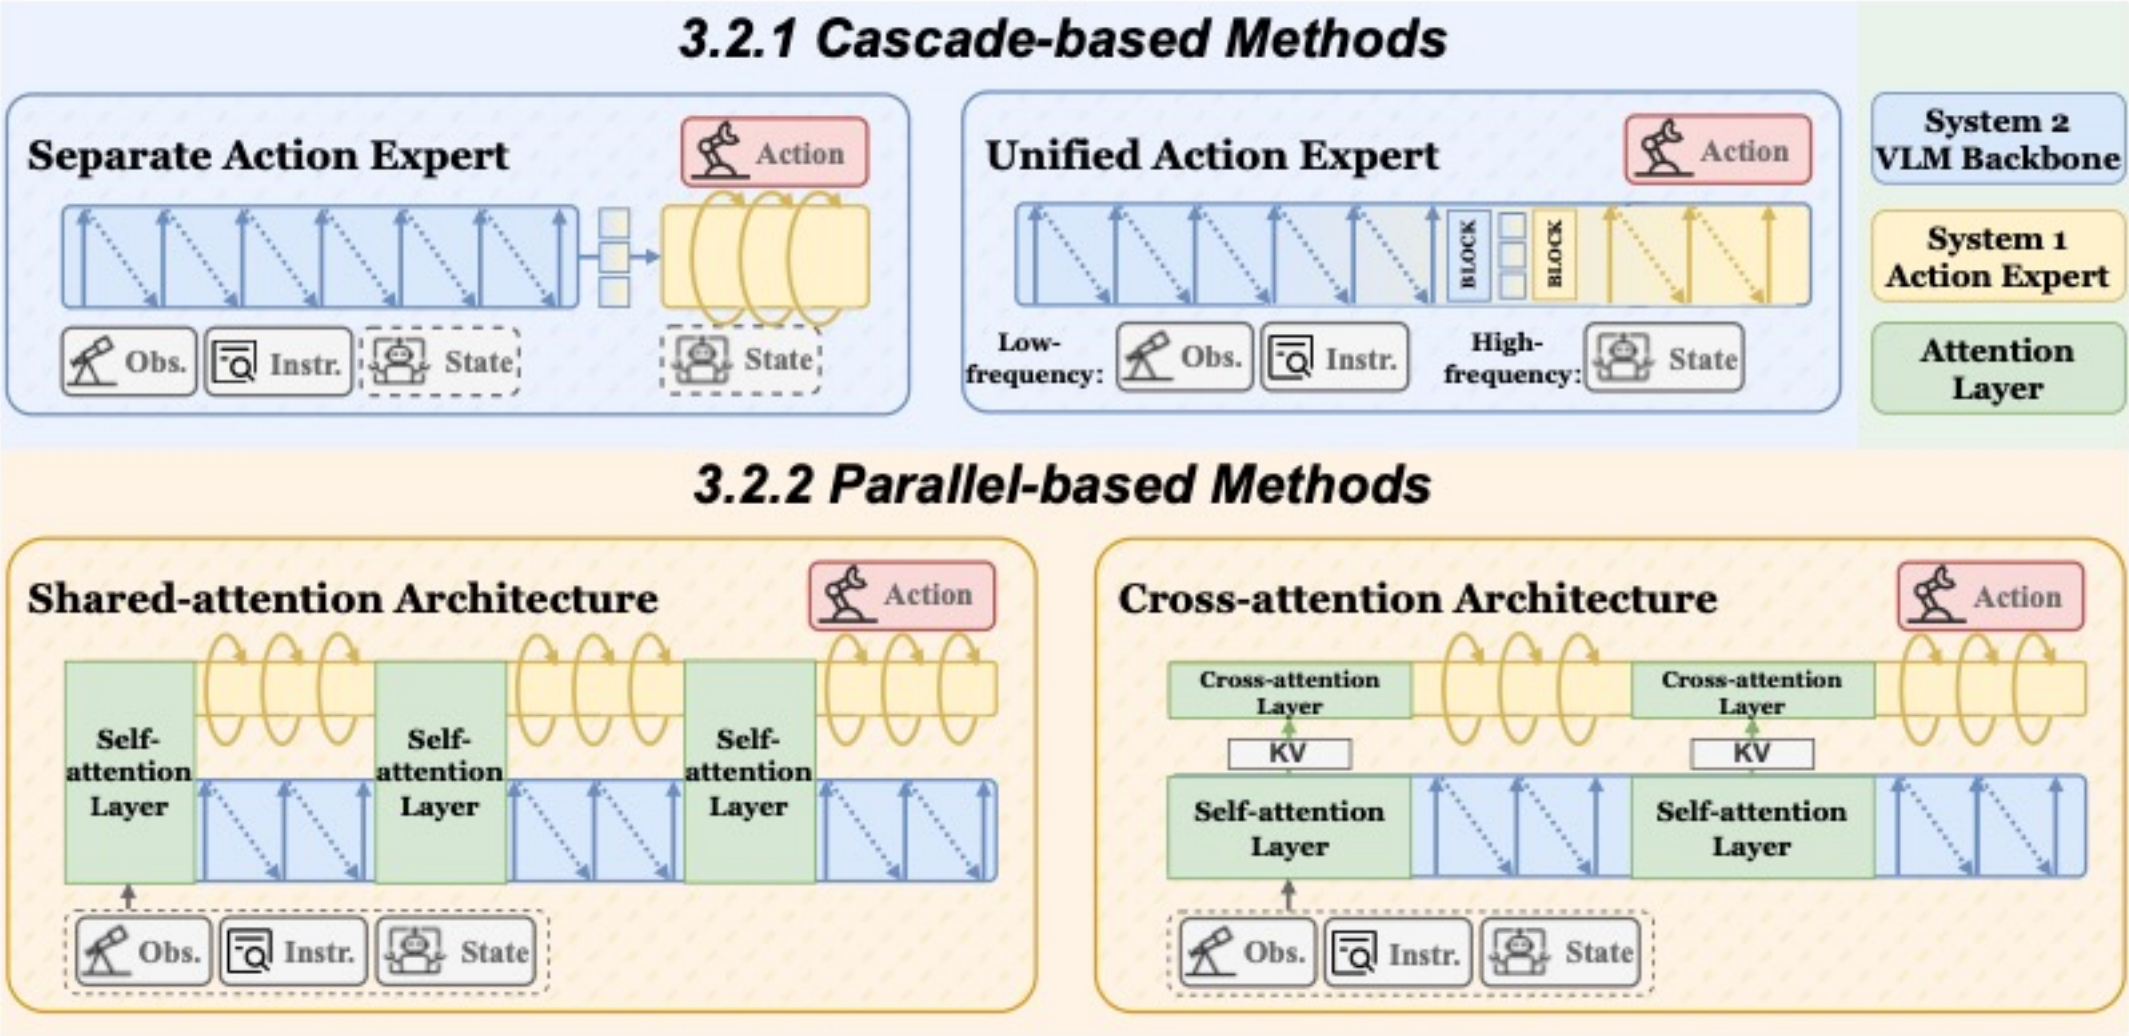 3.2.1 Cascade-based Methods
Separate Action Expert
Action
Obs.
Instr.
State
State
Unified Action Expert
Action
BLOCK
BLOCK
Low-
frequency:
Obs.
Instr.
High-
frequency:
State
System 2
VLM Backbone
System 1
Action Expert
Attention
Layer
3.2.2 Parallel-based Methods
Shared-attention Architecture
Action
Self-
attention
Layer
Self-
attention
Layer
Self-
attention
Layer
Obs.
Instr.
State
Cross-attention Architecture
Action
Cross-attention
Layer
Cross-attention
Layer
KV
KV
Self-attention
Layer
Self-attention
Layer
Obs.
Instr.
State